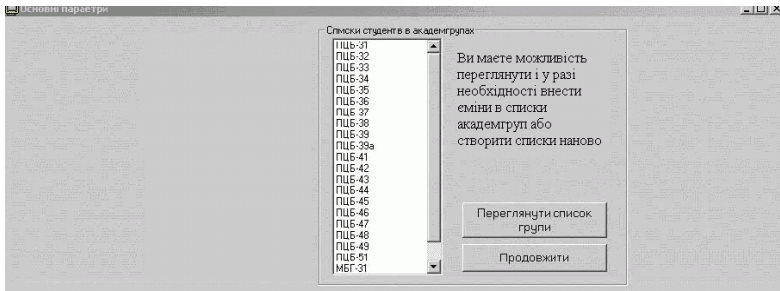 Основні параетри
Списки студентв в академгрупах
ПЦБ-31
ПЦБ-32
ПЦБ-33
ПЦБ-34
ПЦБ-35
ПЦБ-36
ПЦБ 37
ПЦБ-38
ПЦБ-39
ПЦБ-39а
ПЦБ-41
ПЦБ-42
ПЦБ-43
ПЦБ-44
ПЦБ-45
ПЦБ-46
ПЦБ-47
ПЦБ-48
ПЦБ-49
ПЦБ-51
МБГ-31
Ви маєте можливість
переглянути і у разі
необхідності внести
єміни в списки
академгруп або
створити списки наново
Переглянути список
групи
Продовжити